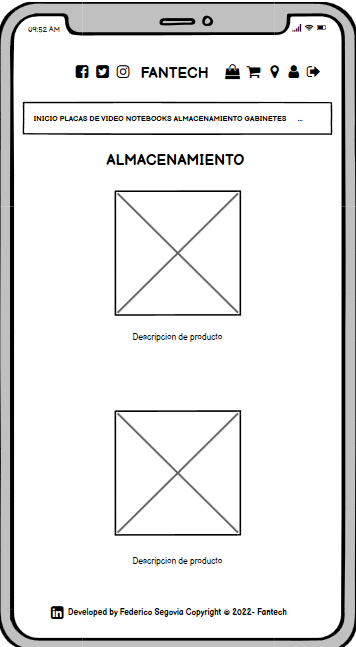 09:52 AM
FANTECH
INICIO PLACAS DE VIDEO NOTEBOOKS ALMACENAMIENTO GABINETES ...
ALMACENAMIENTO
Descripcion de producto
Descripcion de producto
in Developed by Federico Segovia Copyright © 2022- Fantech